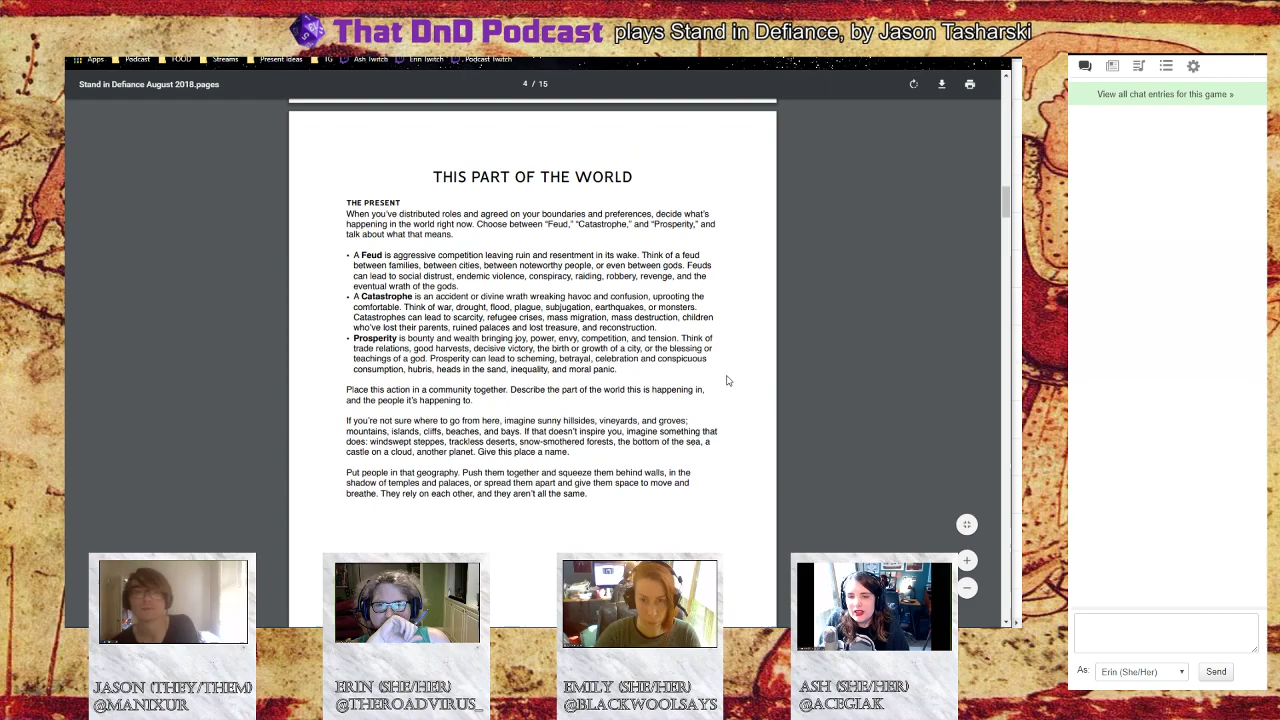 That DnD Podcast plays Stand in Defiance, by Jason Tasharski
Apps Podcast FOOD Streams Present Ideas TG Ash Twitch Erin Twitch Podcast Twitch
Stand in Defiance August 2018.pages
4 / 15
View all chat entries for this game »
THIS PART OF THE WORLD
THE PRESENT
When you've distributed roles and agreed on your boundaries and preferences, decide what's
happening in the world right now. Choose between "Feud," "Catastrophe," and "Prosperity," and
talk about what that means.
• A Feud is aggressive competition leaving ruin and resentment in its wake. Think of a feud
between families, between cities, between noteworthy people, or even between gods. Feuds
can lead to social distrust, endemic violence, conspiracy, raiding, robbery, revenge, and the
eventual wrath of the gods.
• A Catastrophe is an accident or divine wrath wreaking havoc and confusion, uprooting the
comfortable. Think of war, drought, flood, plague, subjugation, earthquakes, or monsters.
Catastrophes can lead to scarcity, refugee crises, mass migration, mass destruction, children
who've lost their parents, ruined palaces and lost treasure, and reconstruction.
• Prosperity is bounty and wealth bringing joy, power, envy, competition, and tension. Think of
trade relations, good harvests, decisive victory, the birth or growth of a city, or the blessing or
teachings of a god. Prosperity can lead to scheming, betrayal, celebration and conspicuous
consumption, hubris, heads in the sand, inequality, and moral panic.
Place this action in a community together. Describe the part of the world this is happening in,
and the people it's happening to.
If you're not sure where to go from here, imagine sunny hillsides, vineyards, and groves;
mountains, islands, cliffs, beaches, and bays. If that doesn't inspire you, imagine something that
does: windswept steppes, trackless deserts, snow-smothered forests, the bottom of the sea, a
castle on a cloud, another planet. Give this place a name.
Put people in that geography. Push them together and squeeze them behind walls, in the
shadow of temples and palaces, or spread them apart and give them space to move and
breathe. They rely on each other, and they aren't all the same.
As: Erin (She/Her) Send
JASON (THEY/THEM)
@MANIXUR
ERIN (SHE/HER)
@THEROADVIRUS_
EMILY (SHE/HER)
@BLACKWOOLSAYS
ASH (SHE/HER)
@ACEGIAK